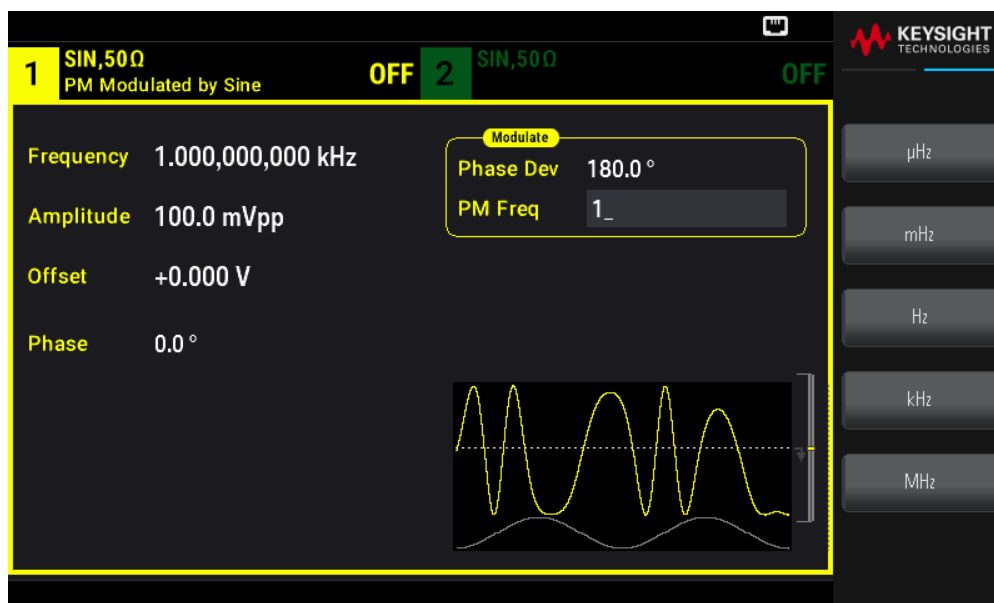 KEYSIGHT
TECHNOLOGIES
1 SIN,50Ω OFF
PM Modulated by Sine
2 SIN,50Ω OFF
Frequency 1.000,000,000 kHz
Amplitude 100.0 mVpp
Offset +0.000 V
Phase 0.0 °
Modulate
Phase Dev 180.0 °
PM Freq 1_
µHz
mHz
Hz
kHz
MHz